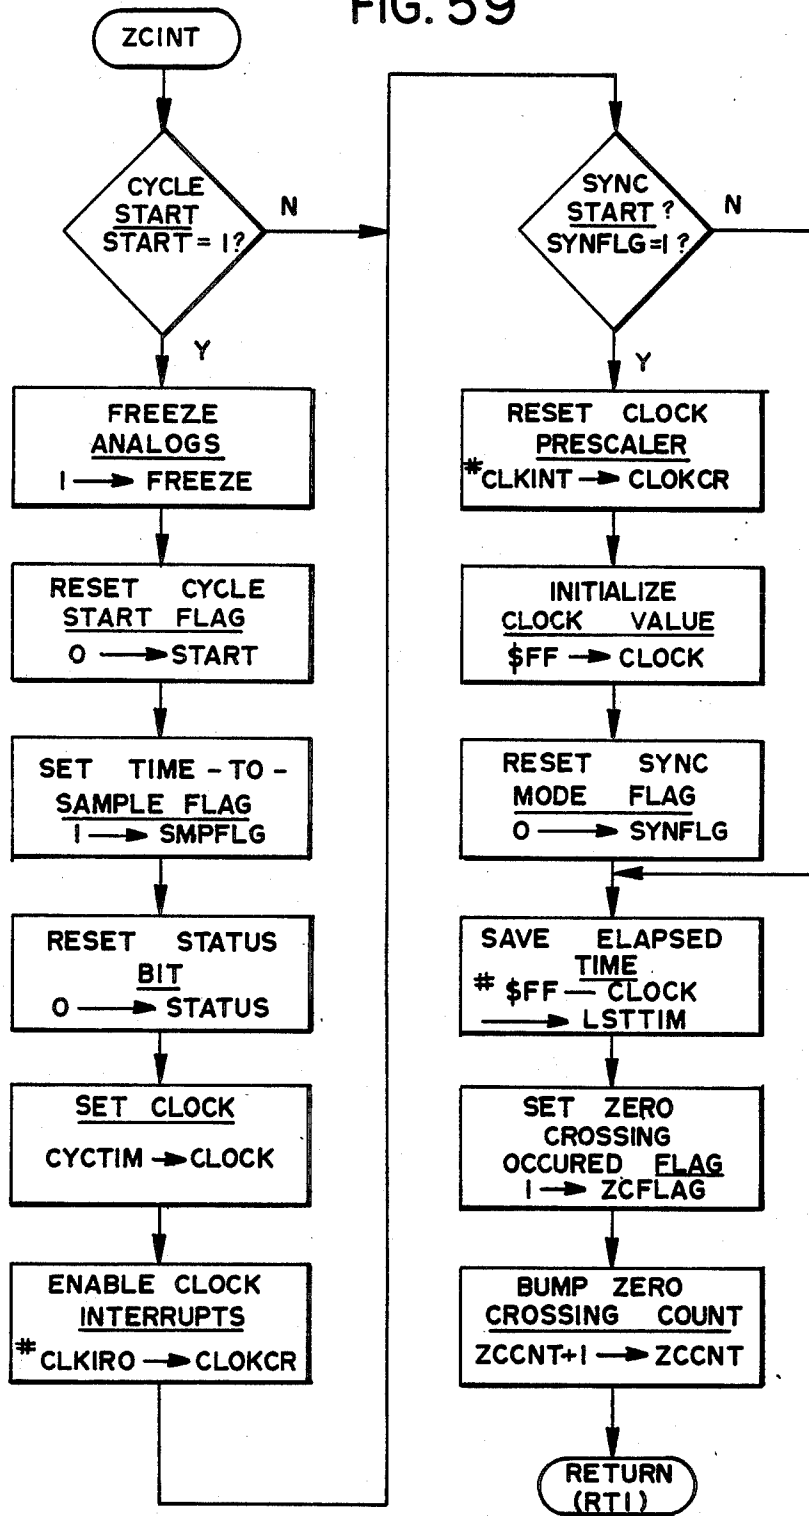 FIG. 59
ZCINT
CYCLE
START
START = 1?
N
Y
FREEZE
ANALOGS
1 → FREEZE
RESET CYCLE
START FLAG
0 → START
SET TIME-TO-
SAMPLE FLAG
1 → SMPFLG
RESET STATUS
BIT
0 → STATUS
SET CLOCK
CYCTIM → CLOCK
ENABLE CLOCK
INTERRUPTS
# CLKIRO → CLOKCR
SYNC
START ?
SYNFLG=1 ?
N
Y
RESET CLOCK
PRESCALER
# CLKINT → CLOKCR
INITIALIZE
CLOCK VALUE
$FF → CLOCK
RESET SYNC
MODE FLAG
0 → SYNFLG
SAVE ELAPSED
TIME
# $FF — CLOCK
→ LSTTIM
SET ZERO
CROSSING
OCCURED FLAG
1 → ZCFLAG
BUMP ZERO
CROSSING COUNT
ZCCNT+1 → ZCCNT
RETURN
(RTI)